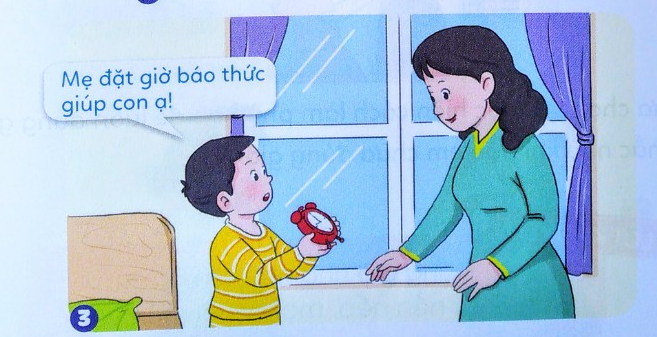 Mẹ đặt giờ báo thức
giúp con ạ!
3